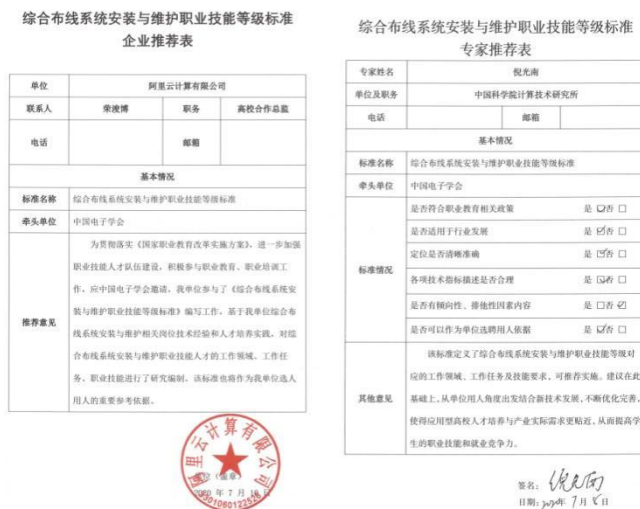 综合布线系统安装与维护职业技能等级标准
企业推荐表
单位 阿里云计算有限公司
联系人 荣浚博 职务 高校合作总监
电话 邮箱
基本情况
标准名称 综合布线系统安装与维护职业技能等级标准
牵头单位 中国电子学会
推荐意见
为贯彻落实《国家职业教育改革实施方案》，进一步加强
职业技能人才队伍建设，积极参与职业教育、职业培训工
作，应中国电子学会邀请，我单位参与了《综合布线系统安
装与维护职业技能等级标准》编写工作，基于我单位综合布
线系统安装与维护相关岗位技术经验和人才培养实践，对综
合布线系统安装与维护职业技能人才的工作领域、工作任
务、职业技能进行了研究编制。该标准也将作为我单位选人
用人的重要参考依据。
阿里云计算有限公司
单位（盖章）
2020 年 7 月
综合布线系统安装与维护职业技能等级标准
专家推荐表
专家姓名 倪光南
单位及职务 中国科学院计算技术研究所
电话 邮箱
基本情况
标准名称 综合布线系统安装与维护职业技能等级标准
牵头单位 中国电子学会
标准情况
是否符合职业教育相关政策 是 ☑否 □
是否适用于行业发展 是 ☑否 □
定位是否清晰准确 是 ☑否 □
各项技术指标描述是否合理 是 ☑否 □
是否有倾向性、排他性因素内容 是 □否 ☑
是否可以作为单位选聘用人依据 是 ☑否 □
其他意见
该标准定义了综合布线系统安装与维护职业技能等级对
应的工作领域、工作任务及技能要求，可推荐实施。建议在此
基础上，从单位用人角度出发结合新技术发展，不断优化完善，
使得应用型高校人才培养与产业实际需求更贴近，从而提高学
生的职业技能和就业竞争力。
签名：倪光南
日期：2020年 7月 8日